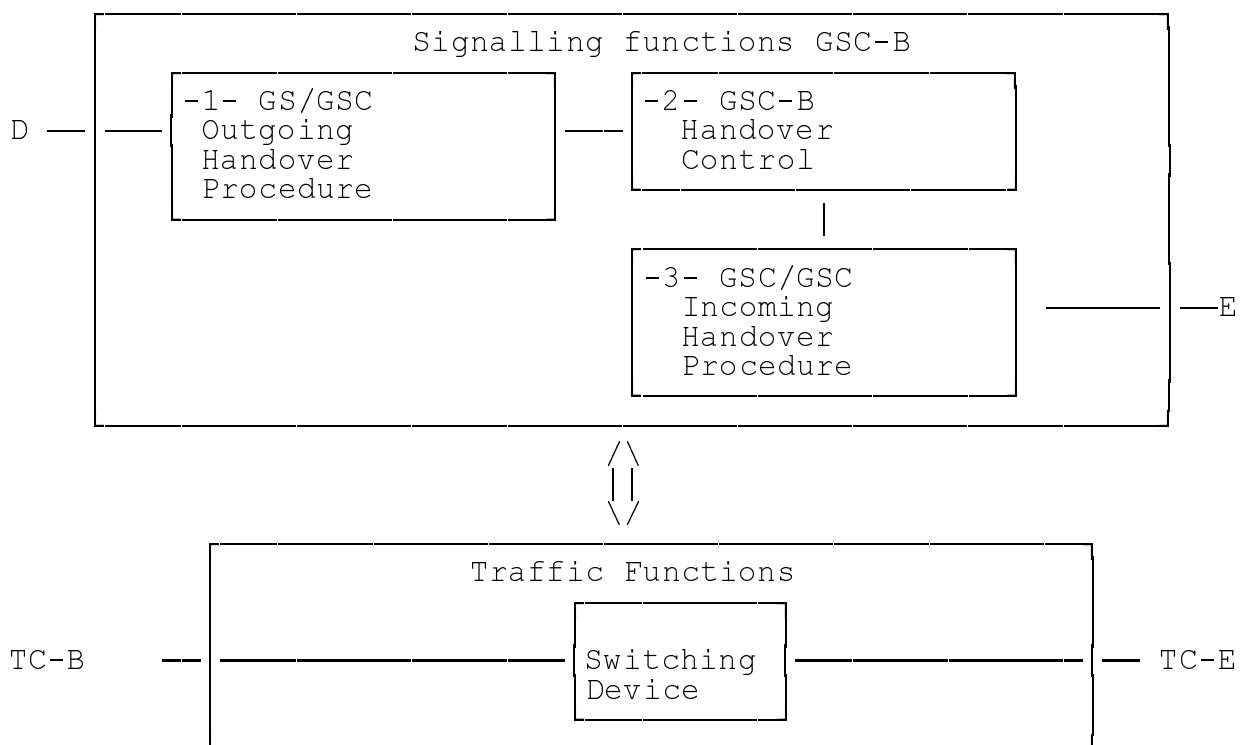 Signalling functions GSC-B
-1- GS/GSC
Outgoing
Handover
Procedure
-2- GSC-B
Handover
Control
D
-3- GSC/GSC
Incoming
Handover
Procedure
E
Traffic Functions
TC-B
Switching
Device
TC-E